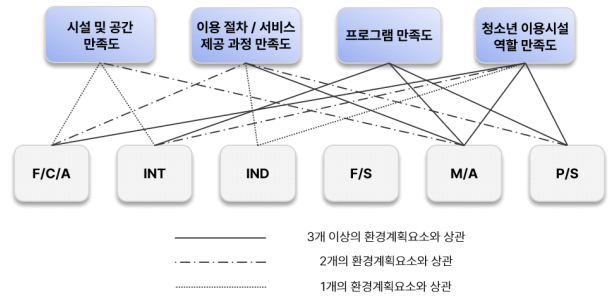 시설 및 공간
만족도
이용 절차 / 서비스
제공 과정 만족도
프로그램 만족도
청소년 이용시설
역할 만족도
F/C/A
INT
IND
F/S
M/A
P/S
3개 이상의 환경계획요소와 상관
2개의 환경계획요소와 상관
1개의 환경계획요소와 상관